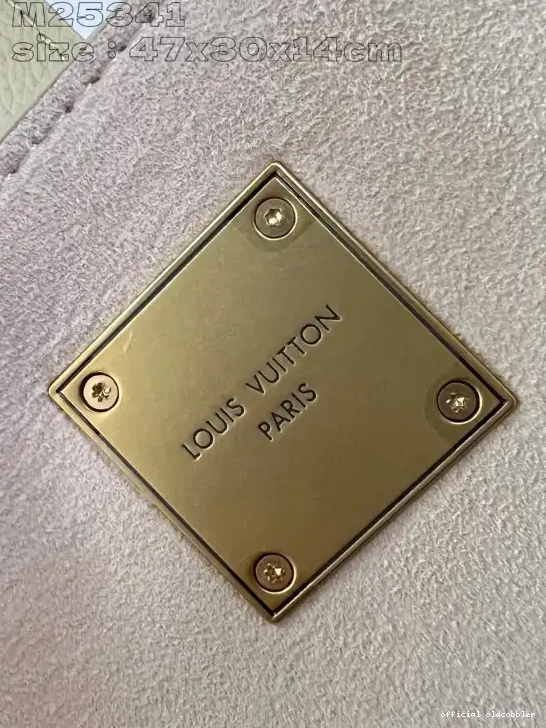 M25341
size : 47x30x14cm
LOUIS VUITTON
PARIS
official oldcobbler